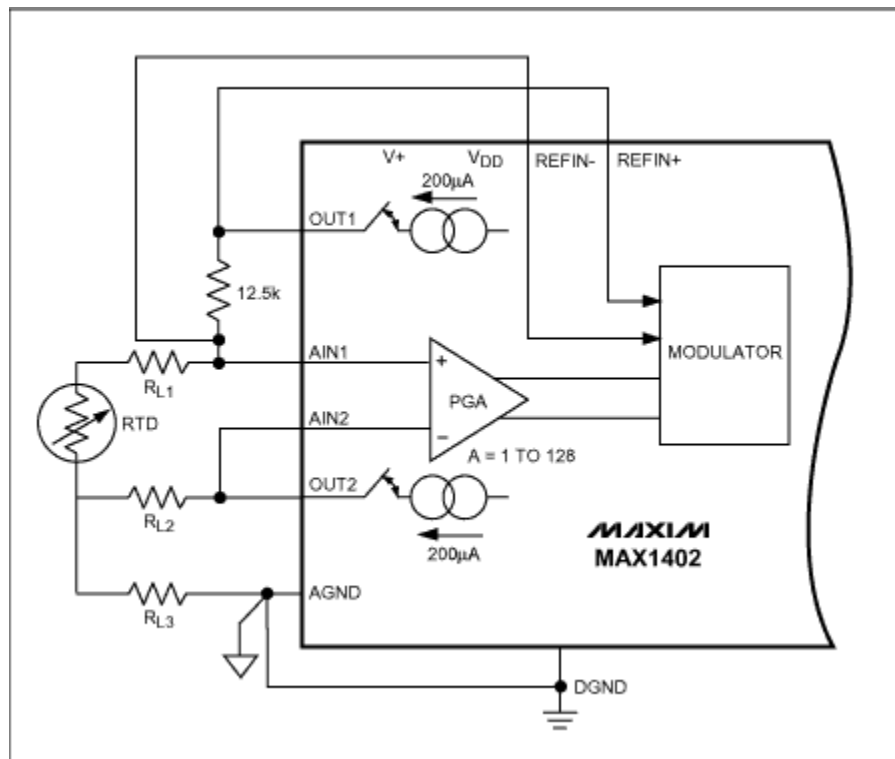 V+
VDD
REFIN-
REFIN+
200µA
OUT1
12.5k
MODULATOR
AIN1
RL1
+
RTD
PGA
AIN2
−
A = 1 TO 128
OUT2
RL2
200µA
MAXIM
MAX1402
AGND
RL3
DGND